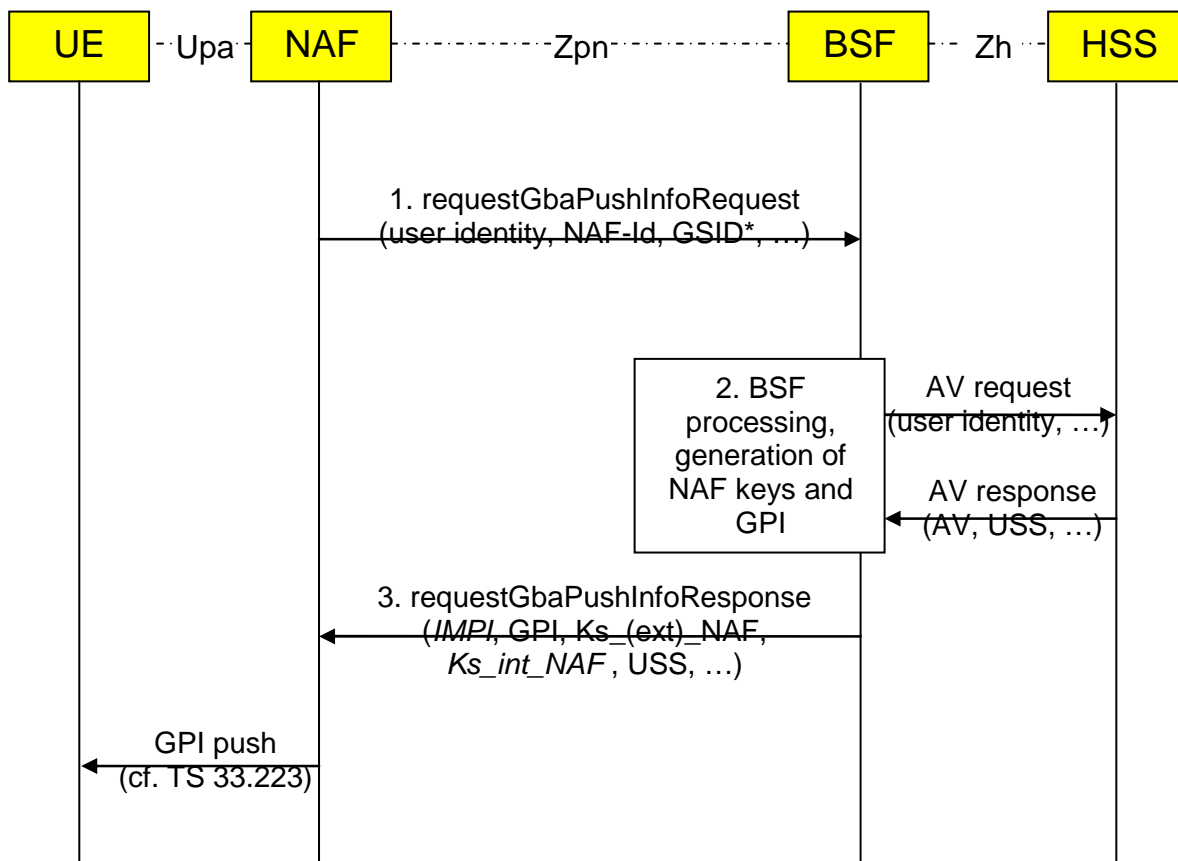 UE Upa NAF Zpn BSF Zh HSS
1. requestGbaPushInfoRequest
(user identity, NAF-Id, GSID*, …)
2. BSF
processing,
generation of
NAF keys and
GPI
AV request
(user identity, …)
AV response
(AV, USS, …)
3. requestGbaPushInfoResponse
(IMPI, GPI, Ks_(ext)_NAF,
Ks_int_NAF , USS, …)
GPI push
(cf. TS 33.223)